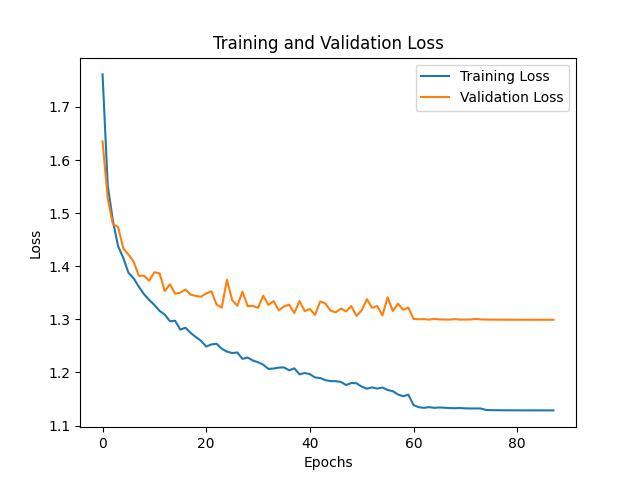 Training and Validation Loss
Training Loss
Validation Loss
Loss
1.7
1.6
1.5
1.4
1.3
1.2
1.1
0 20 40 60 80
Epochs